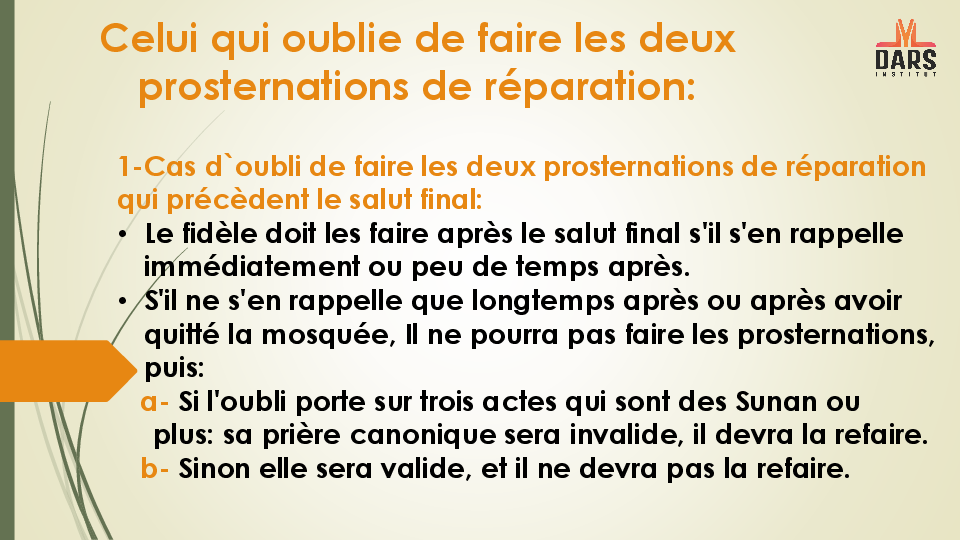 Celui qui oublie de faire les deux
prosternations de réparation:
DARS
INSTITUT
1-Cas d`oubli de faire les deux prosternations de réparation
qui précèdent le salut final:
• Le fidèle doit les faire après le salut final s'il s'en rappelle
immédiatement ou peu de temps après.
• S'il ne s'en rappelle que longtemps après ou après avoir
quitté la mosquée, Il ne pourra pas faire les prosternations,
puis:
a- Si l'oubli porte sur trois actes qui sont des Sunan ou
plus: sa prière canonique sera invalide, il devra la refaire.
b- Sinon elle sera valide, et il ne devra pas la refaire.